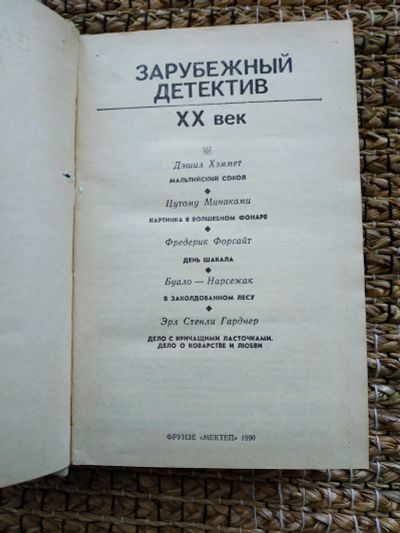 ЗАРУБЕЖНЫЙ
ДЕТЕКТИВ
XX век
Дэшил Хэммет
МАЛЬТИЙСКИЙ СОКОЛ
Цутому Минаками
КАРТИНКА В ВОЛШЕБНОМ ФОНАРЕ
Фредерик Форсайт
ДЕНЬ ШАКАЛА
Буало — Нарсежак
В ЗАКОЛДОВАННОМ ЛЕСУ
Эрл Стенли Гарднер
ДЕЛО С КРИЧАЩИМИ ЛАСТОЧКАМИ.
ДЕЛО О КОВАРСТВЕ И ЛЮБВИ
ФРУНЗЕ «МЕКТЕП» 1990